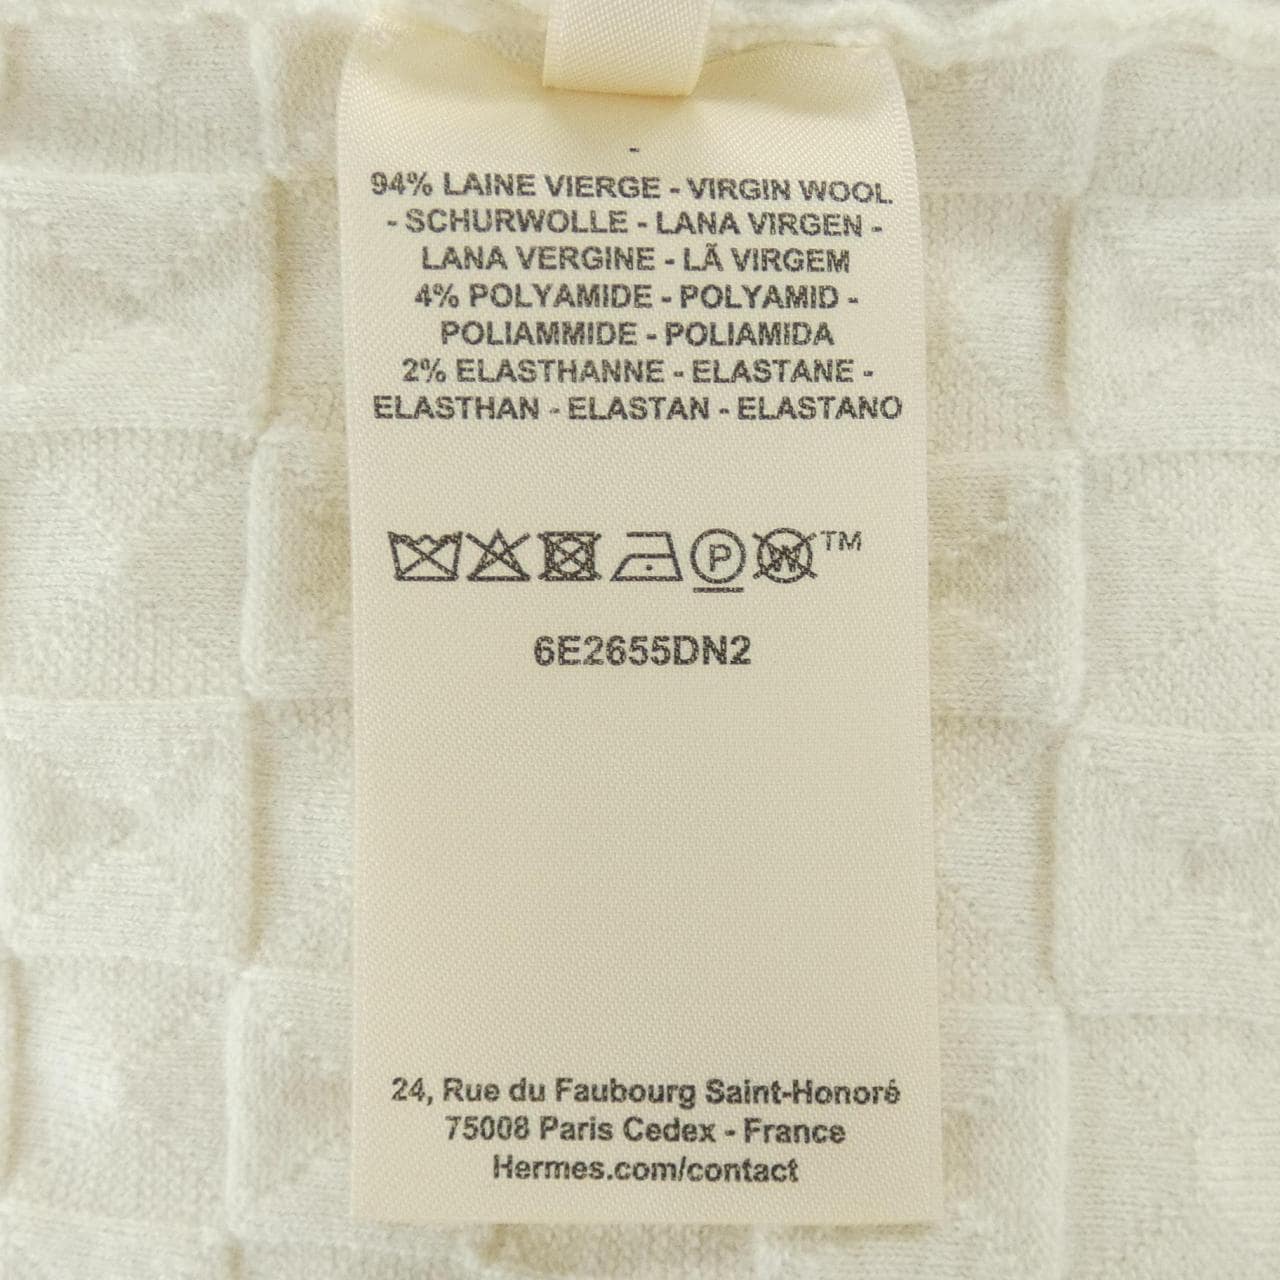 -
94% LAINE VIERGE - VIRGIN WOOL
- SCHURWOLLE - LANA VIRGEN -
LANA VERGINE - LÃ VIRGEM
4% POLYAMIDE - POLYAMID -
POLIAMMIDE - POLIAMIDA
2% ELASTHANNE - ELASTANE -
ELASTHAN - ELASTAN - ELASTANO
P W TM
6E2655DN2
24, Rue du Faubourg Saint-Honoré
75008 Paris Cedex - France
Hermes.com/contact